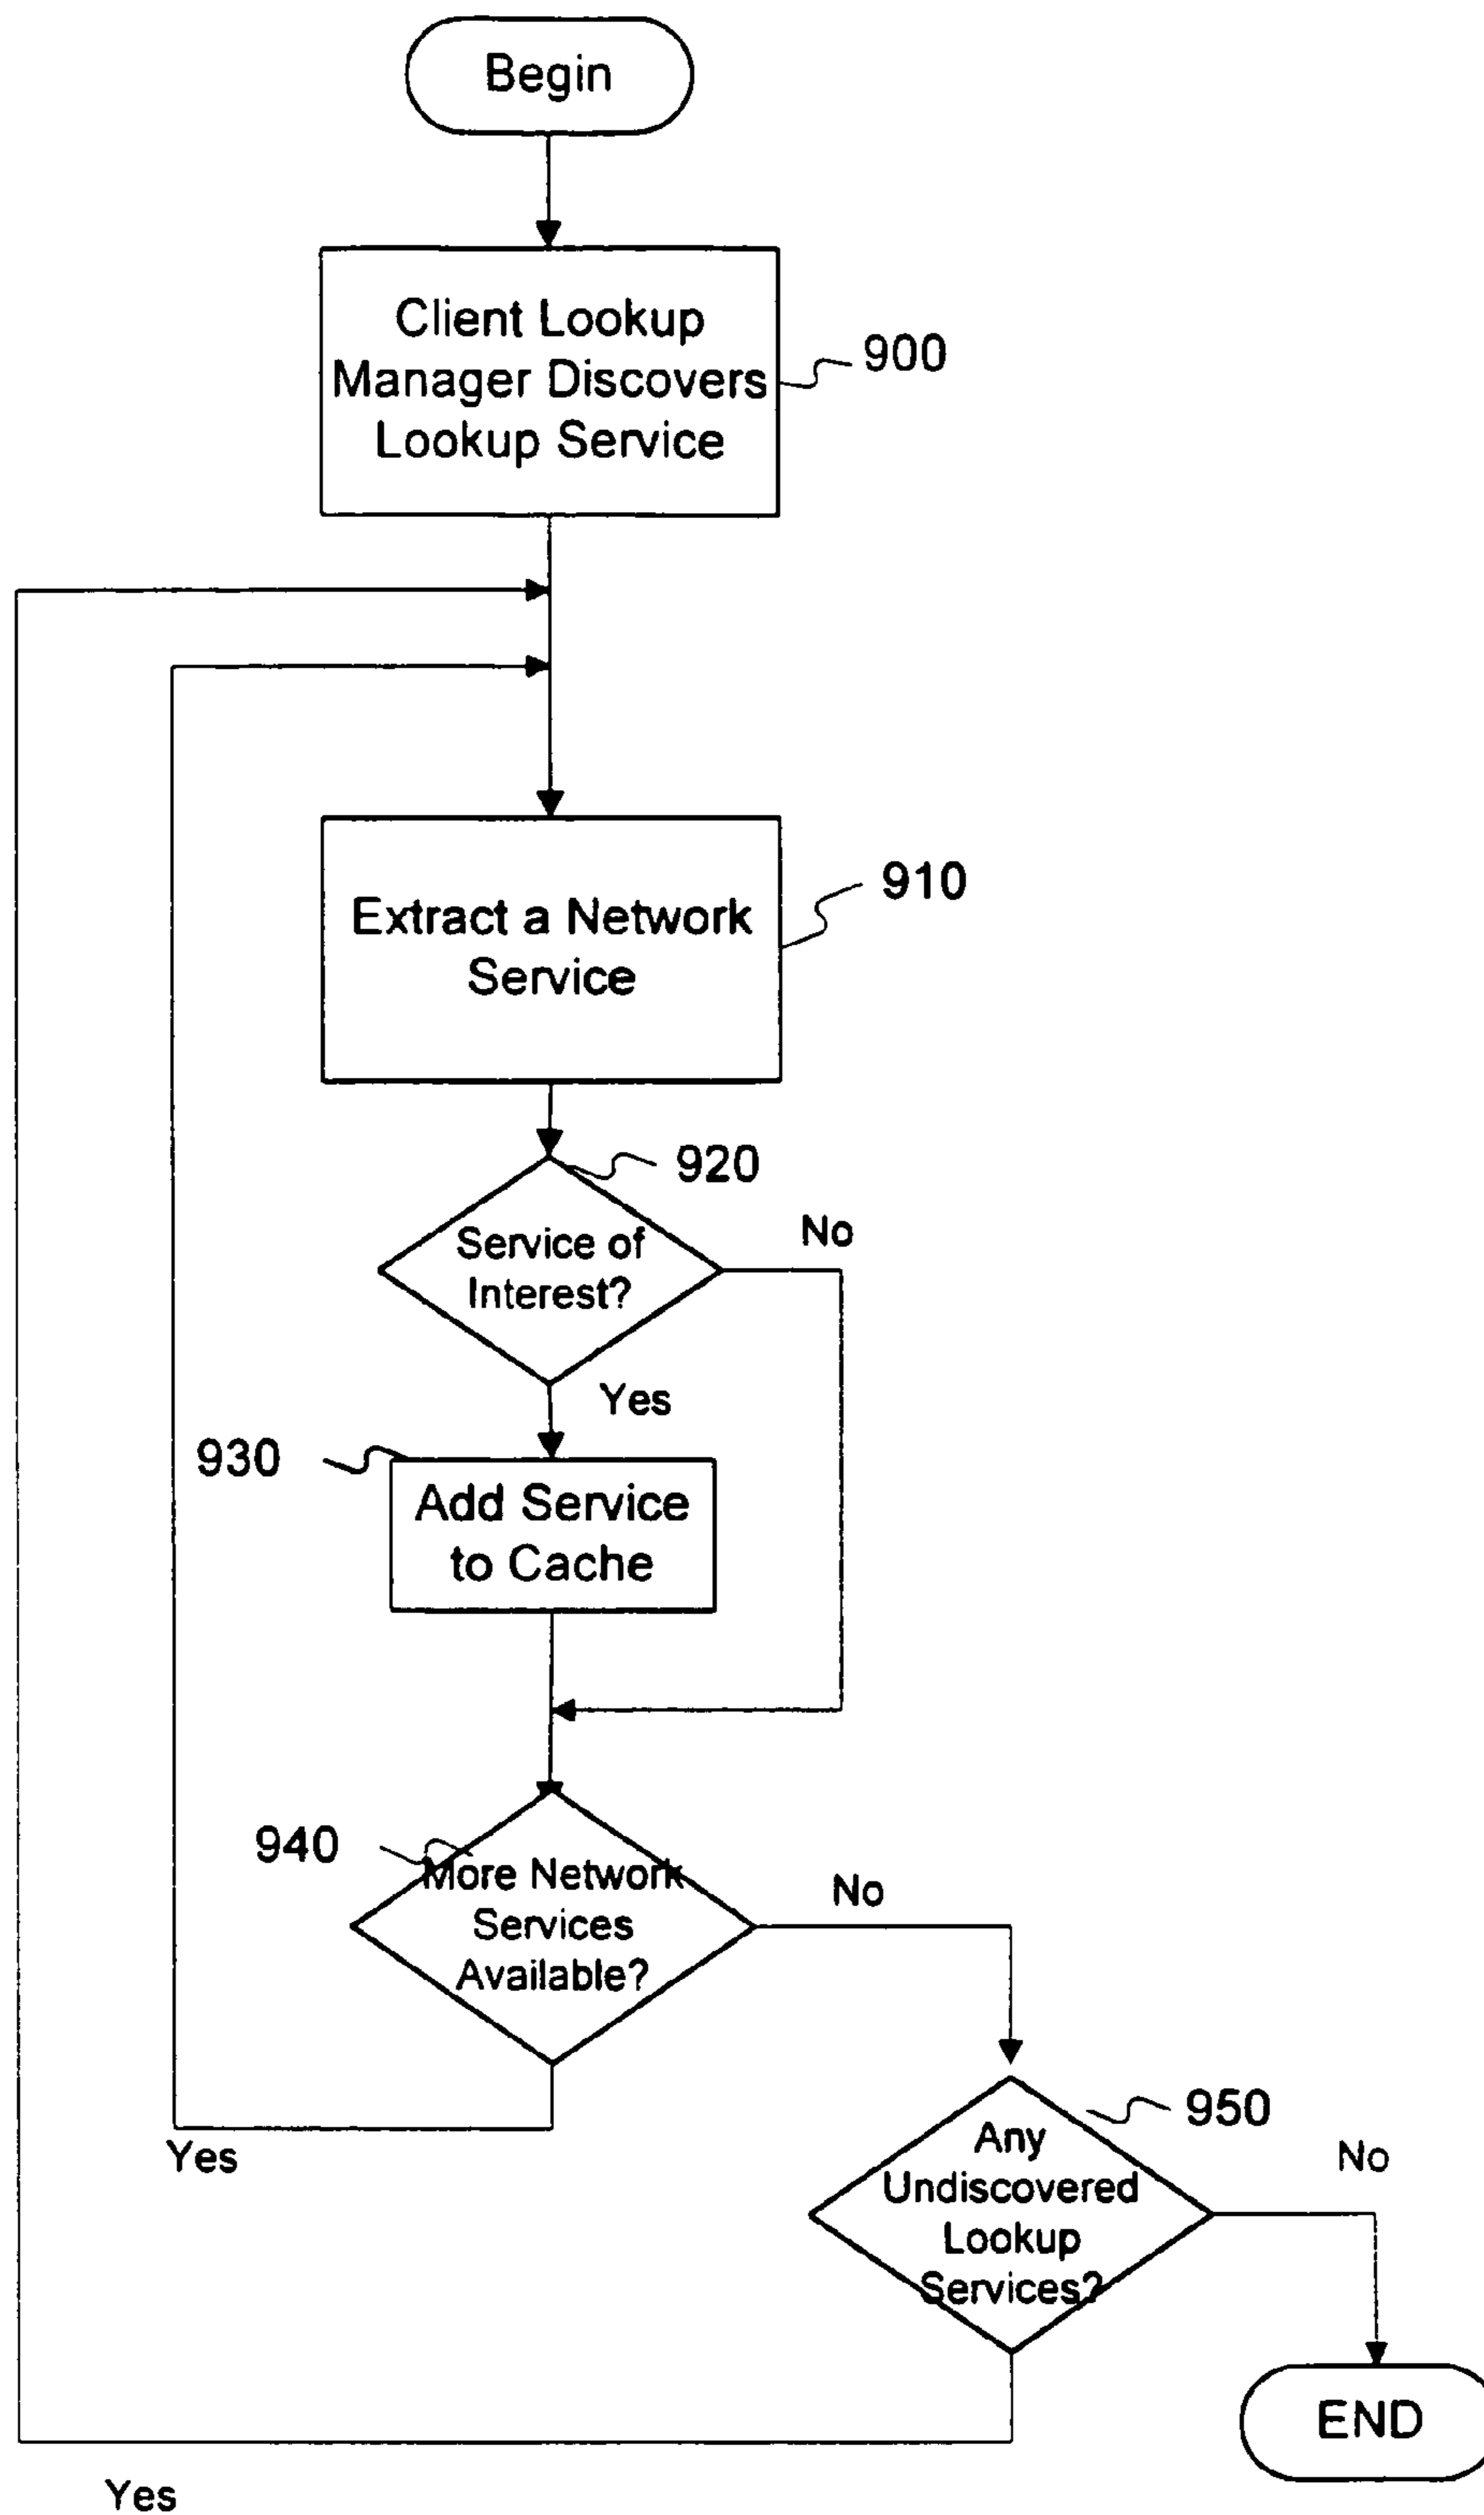 Begin
Client Lookup
Manager Discovers
Lookup Service
900
Extract a Network
Service
910
920
Service of
Interest?
No
Yes
930
Add Service
to Cache
940
More Network
Services
Available?
No
Yes
950
Any
Undiscovered
Lookup
Services?
No
END
Yes